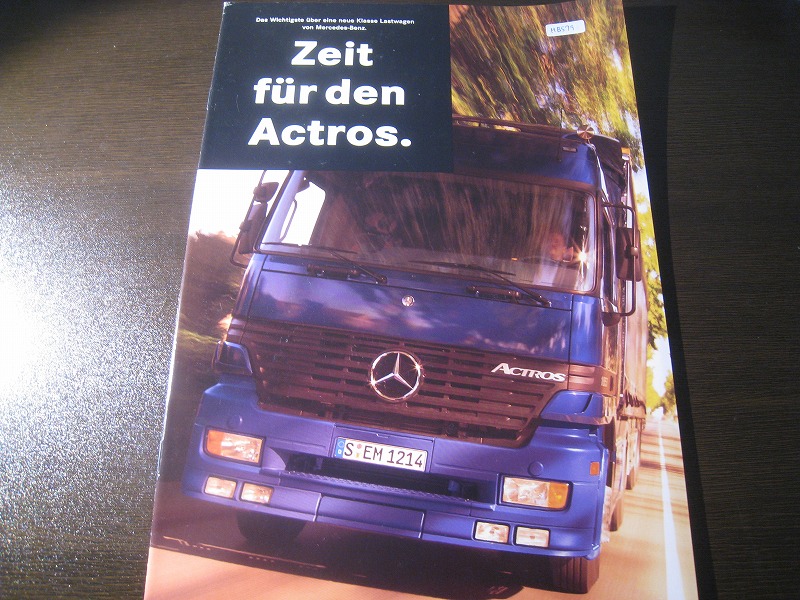 Das Wichtigste über eine neue Klasse Lastwagen
von Mercedes-Benz.
Zeit
für den
Actros.
ACTROS
S EM 1214